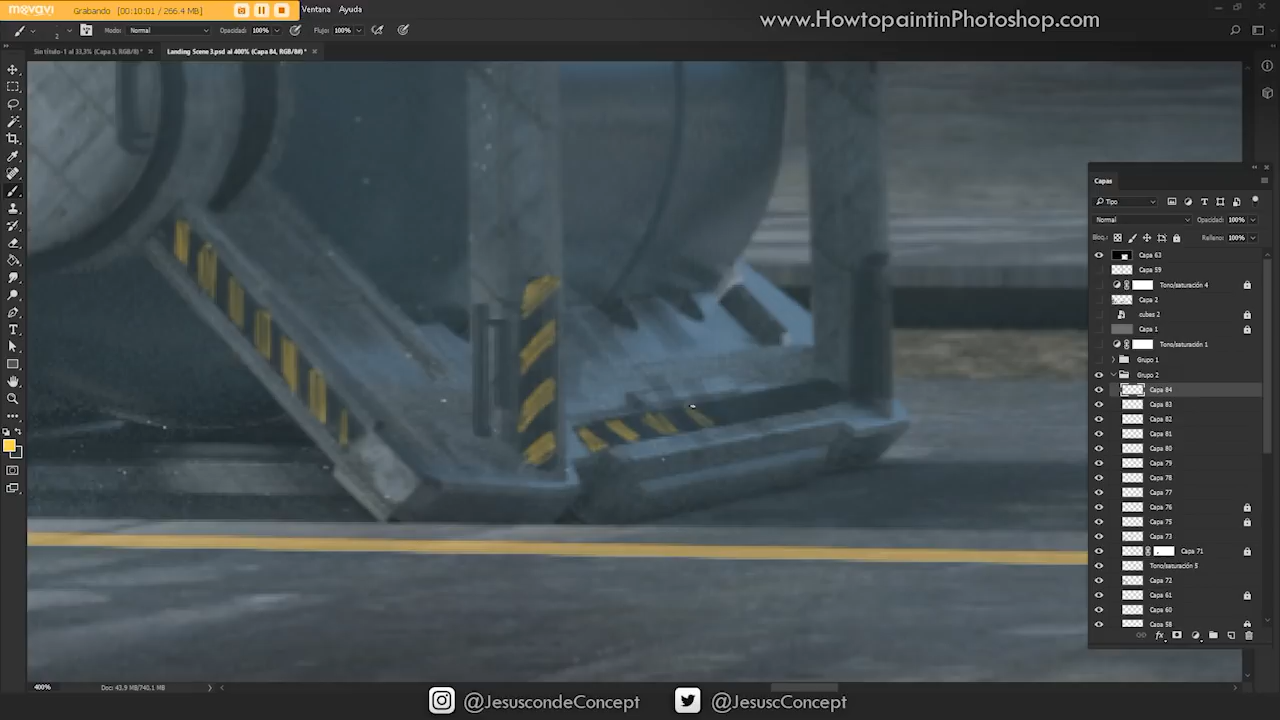 movavi Grabando [00:10:01 / 266.4 MB] Ventana Ayuda
www.HowtopaintinPhotoshop.com
2 Modo: Normal Opacidad: 100% Flujo: 100%
Sin título-1 al 33,3% (Capa 3, RGB/8) * × Landing Scene 3.psd al 400% (Capa 84, RGB/8#) * ×
Capas
Tipo
Normal Opacidad: 100%
Bloq.: Relleno: 100%
Capa 63
Capa 59
Tono/saturación 4
Capa 2
cubes 2
Capa 1
Tono/saturación 1
Grupo 1
Grupo 2
Capa 84
Capa 83
Capa 82
Capa 81
Capa 80
Capa 79
Capa 78
Capa 77
Capa 76
Capa 75
Capa 73
Capa 71
Tono/saturación 5
Capa 72
Capa 61
Capa 60
Capa 58
fx
400% Doc: 43,9 MB/740,1 MB
@JesuscondeConcept @JesuscConcept